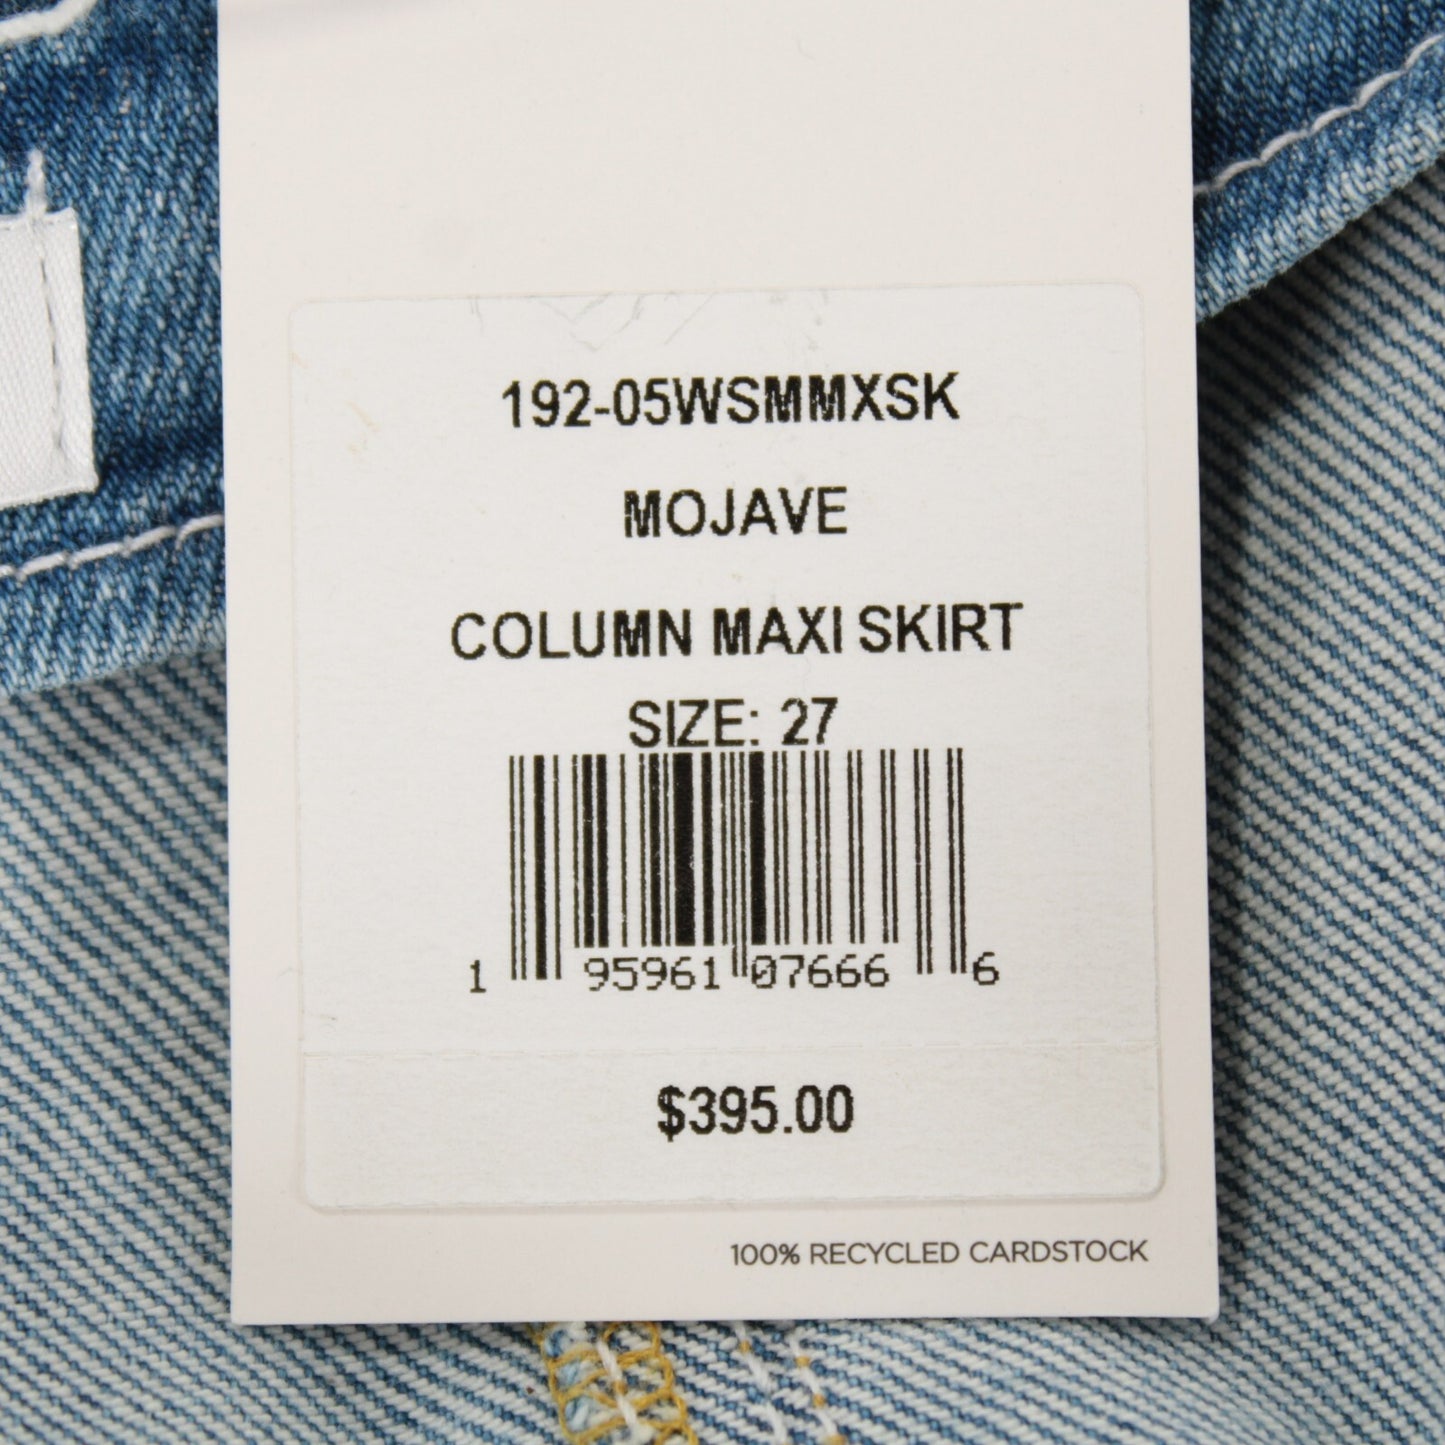 192-05WSMMXSK
MOJAVE
COLUMN MAXI SKIRT
SIZE: 27
1 95961 07666 6
$395.00
100% RECYCLED CARDSTOCK